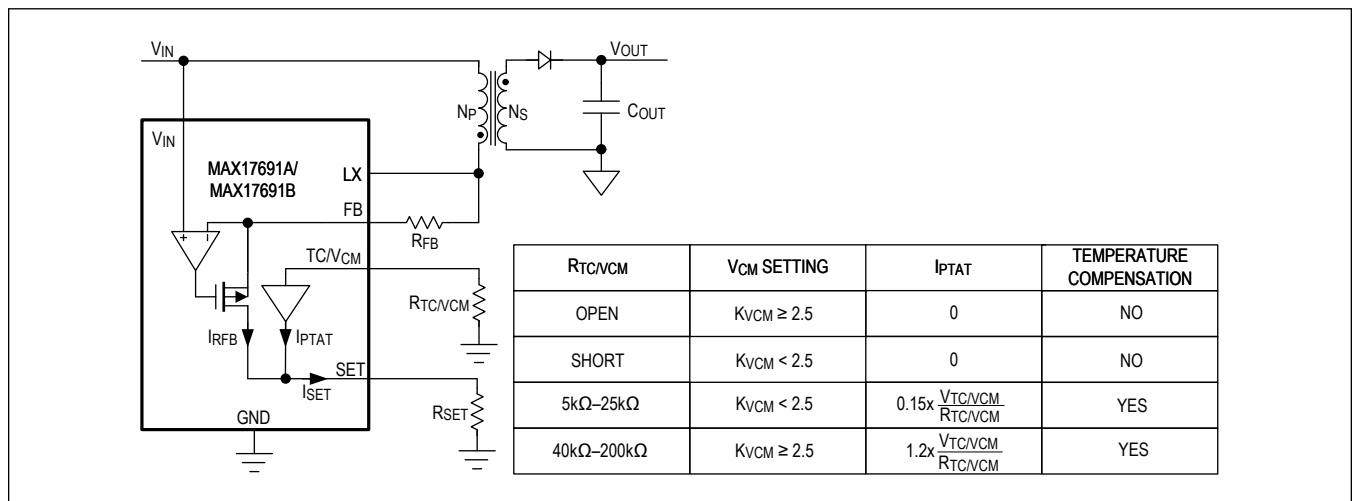 VIN
VOUT
NP
NS
COUT
VIN
MAX17691A/
MAX17691B
LX
FB
RFB
+ –
TC/VCM
RTC/VCM
IRFB
IPTAT
SET
ISET
RSET
GND
RTC/VCM VCM SETTING IPTAT TEMPERATURE
COMPENSATION
OPEN KVCM ≥ 2.5 0 NO
SHORT KVCM < 2.5 0 NO
5kΩ–25kΩ KVCM < 2.5 0.15x VTC/VCM YES
RTC/VCM
40kΩ–200kΩ KVCM ≥ 2.5 1.2x VTC/VCM YES
RTC/VCM